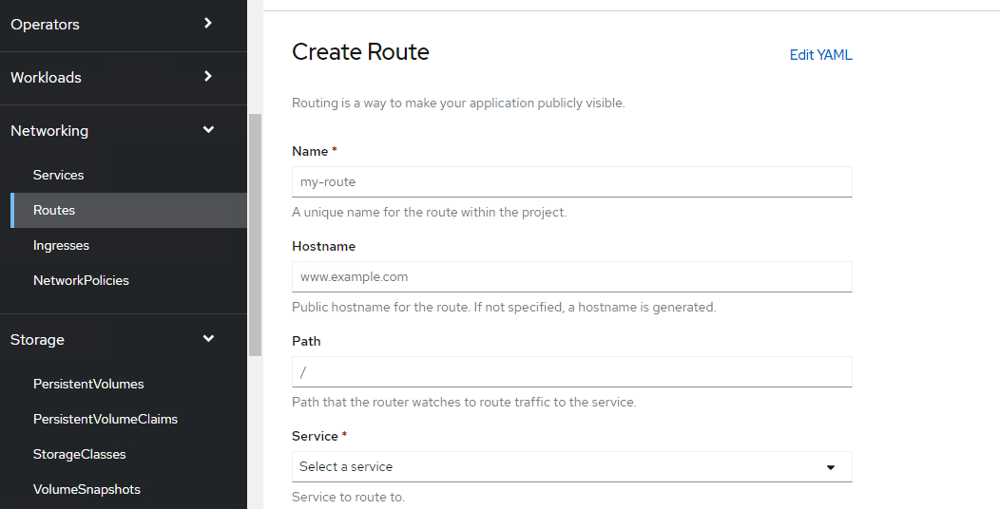 Operators
Workloads
Networking
Services
Routes
Ingresses
NetworkPolicies
Storage
PersistentVolumes
PersistentVolumeClaims
StorageClasses
VolumeSnapshots
Create Route
Edit YAML
Routing is a way to make your application publicly visible.
Name *
my-route
A unique name for the route within the project.
Hostname
www.example.com
Public hostname for the route. If not specified, a hostname is generated.
Path
/
Path that the router watches to route traffic to the service.
Service *
Select a service
Service to route to.